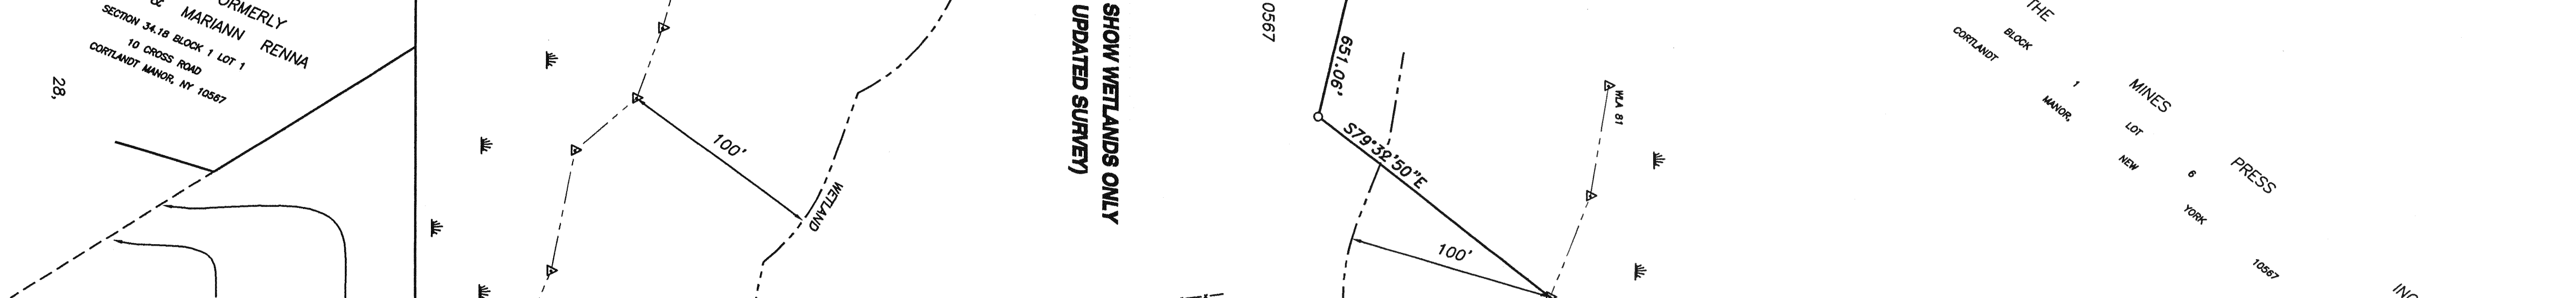 FORMERLY
& MARIANN RENNA
SECTION 34.18 BLOCK 1 LOT 1
10 CROSS ROAD
CORTLANDT MANOR, NY 10567
28,
100'
WETLAND
SHOW WETLANDS ONLY
UPDATED SURVEY)
0567
651.06'
S79°32'50"E
100'
WLA 81
THE MINES PRESS
BLOCK 1 LOT 6
CORTLANDT MANOR, NEW YORK 10567